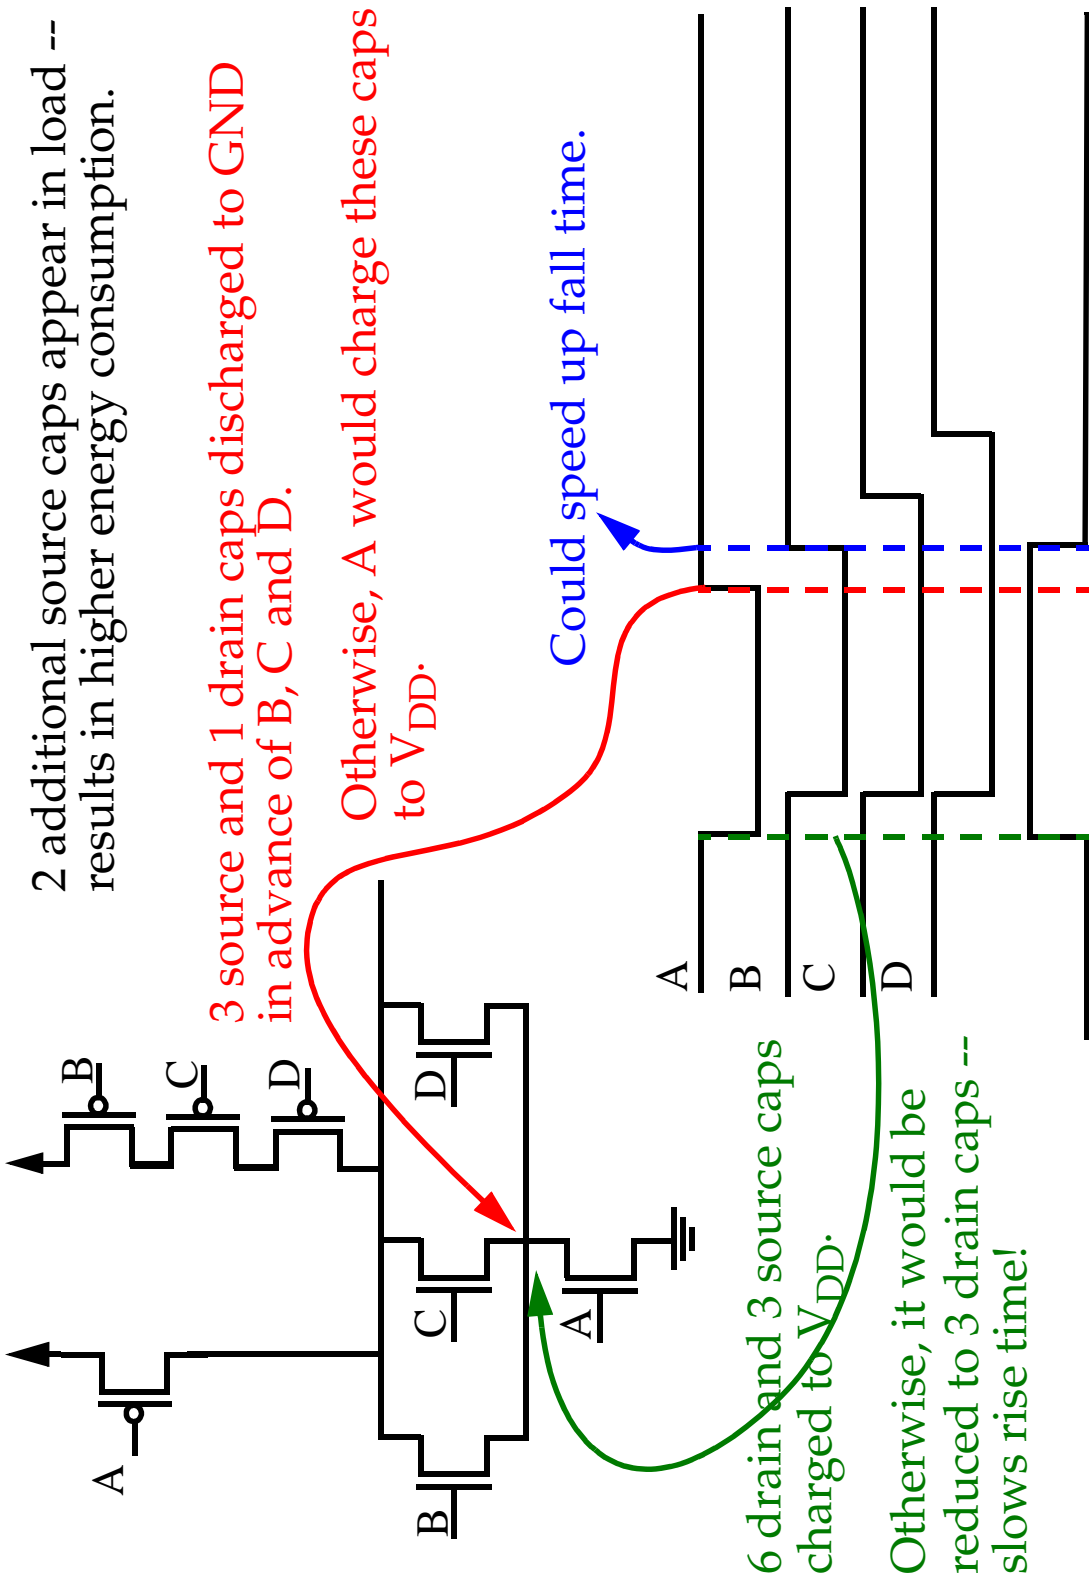 2 additional source caps appear in load --
results in higher energy consumption.
3 source and 1 drain caps discharged to GND
in advance of B, C and D.
Otherwise, A would charge these caps
to VDD.
Could speed up fall time.
A
B
C
D
B
C
D
A
A
B
C
D
6 drain and 3 source caps
charged to VDD.
Otherwise, it would be
reduced to 3 drain caps --
slows rise time!